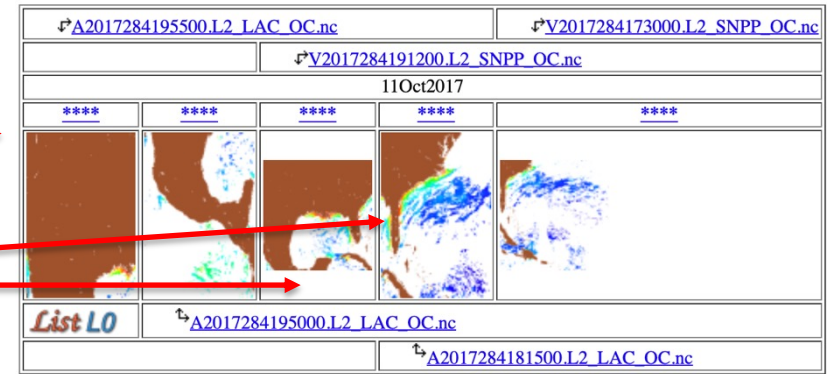 A2017284195500.L2_LAC_OC.nc V2017284173000.L2_SNPP_OC.nc
V2017284191200.L2_SNPP_OC.nc
11Oct2017
**** **** **** **** ****
List L0 A2017284195000.L2_LAC_OC.nc
A2017284181500.L2_LAC_OC.nc